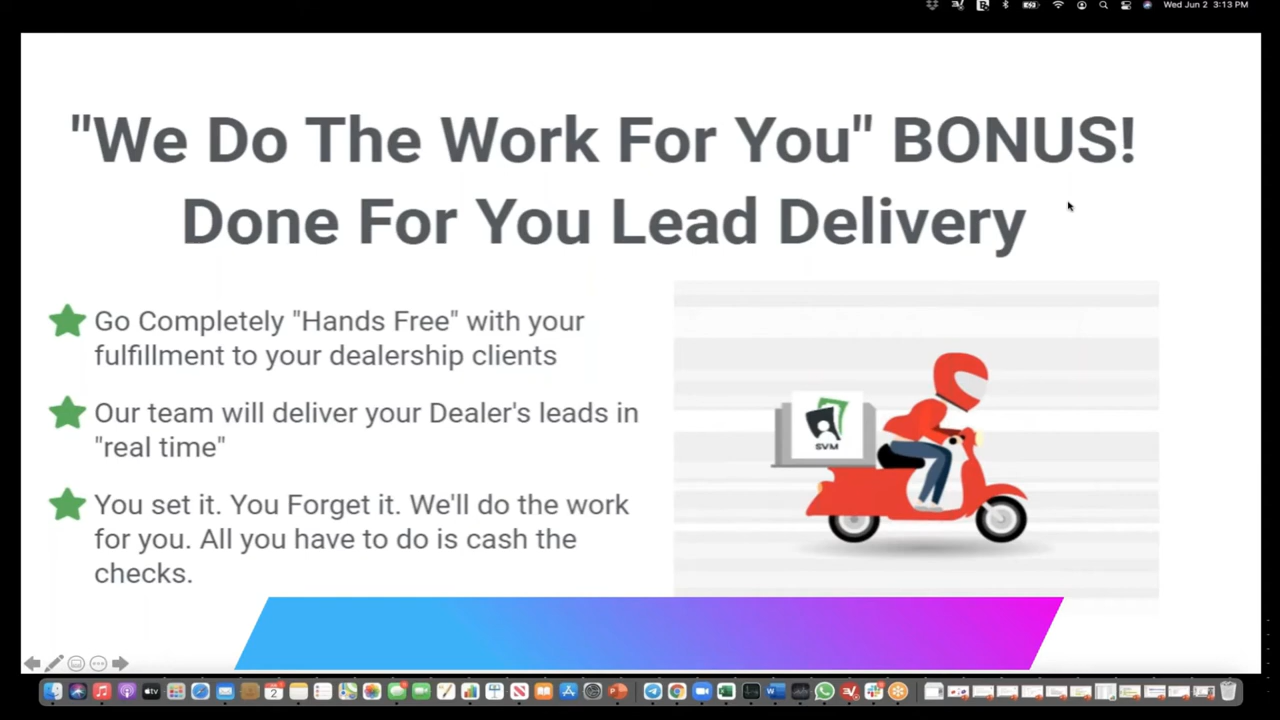 Wed Jun 2 3:13 PM
"We Do The Work For You" BONUS!
Done For You Lead Delivery
Go Completely "Hands Free" with your
fulfillment to your dealership clients
Our team will deliver your Dealer's leads in
"real time"
You set it. You Forget it. We'll do the work
for you. All you have to do is cash the
checks.
SVM